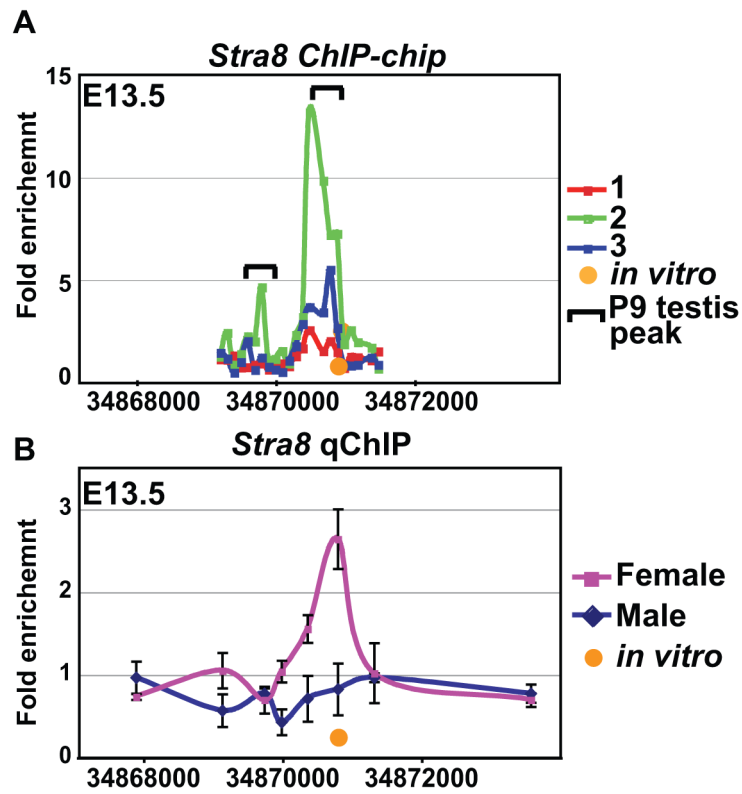 A
Stra8 ChIP-chip
15
E13.5
10
5
0
Fold enrichemnt
34868000 34870000 34872000
1
2
3
in vitro
P9 testis
peak
B
Stra8 qChIP
3
E13.5
2
1
0
Fold enrichemnt
34868000 34870000 34872000
Female
Male
in vitro